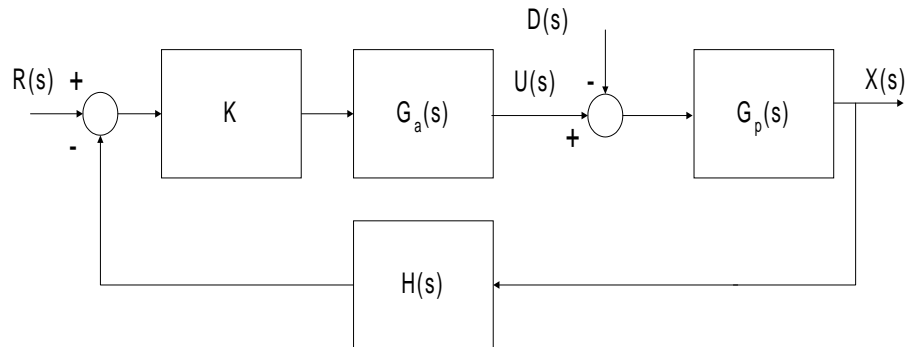 D(s)
R(s)
+
K
G_a(s)
U(s)
-
G_p(s)
X(s)
-
+
H(s)